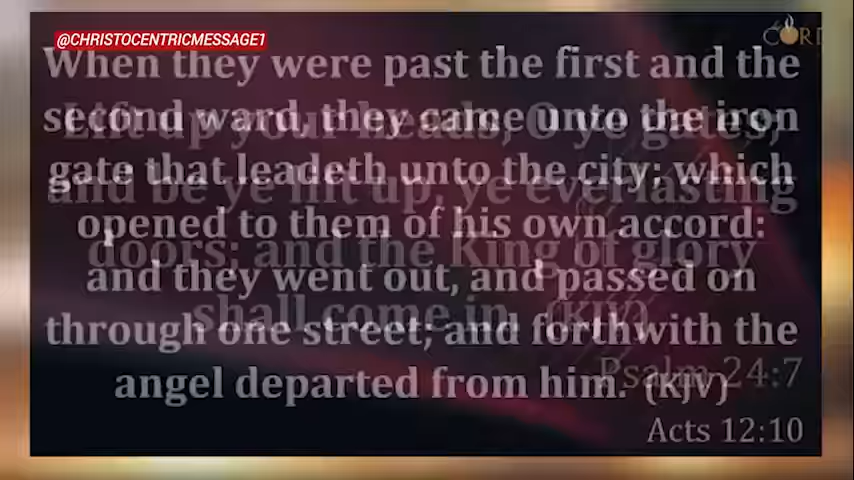 @CHRISTOCENTRICMESSAGE1
When they were past the first and the
second ward, they came unto the iron
gate that leadeth unto the city; which
opened to them of his own accord:
and they went out, and passed on
through one street; and forthwith the
angel departed from him. (KJV)
Acts 12:10
Lift up your heads, O ye gates;
and be ye lift up, ye everlasting
doors; and the King of glory
shall come in. (KJV)
Psalm 24:7